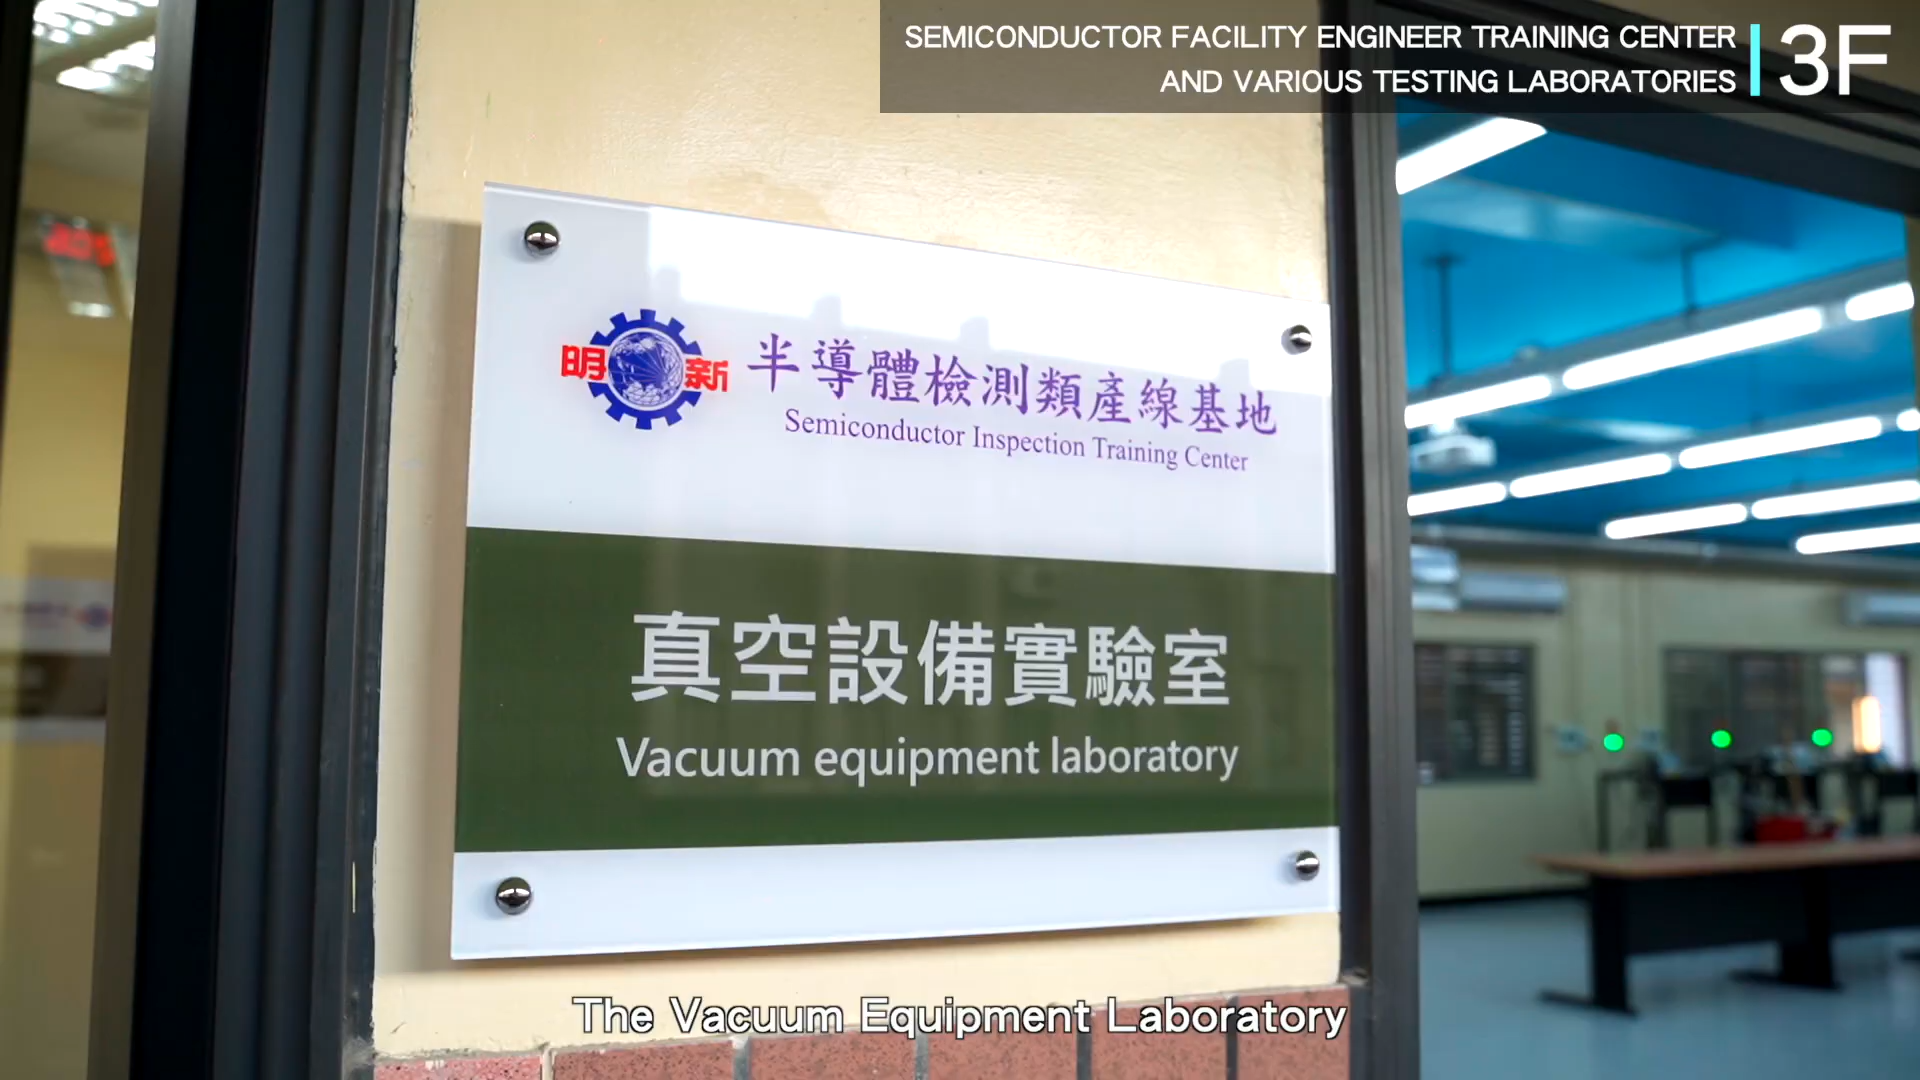 SEMICONDUCTOR FACILITY ENGINEER TRAINING CENTER
AND VARIOUS TESTING LABORATORIES
3F
明新
半導體檢測類產線基地
Semiconductor Inspection Training Center
真空設備實驗室
Vacuum equipment laboratory
The Vacuum Equipment Laboratory